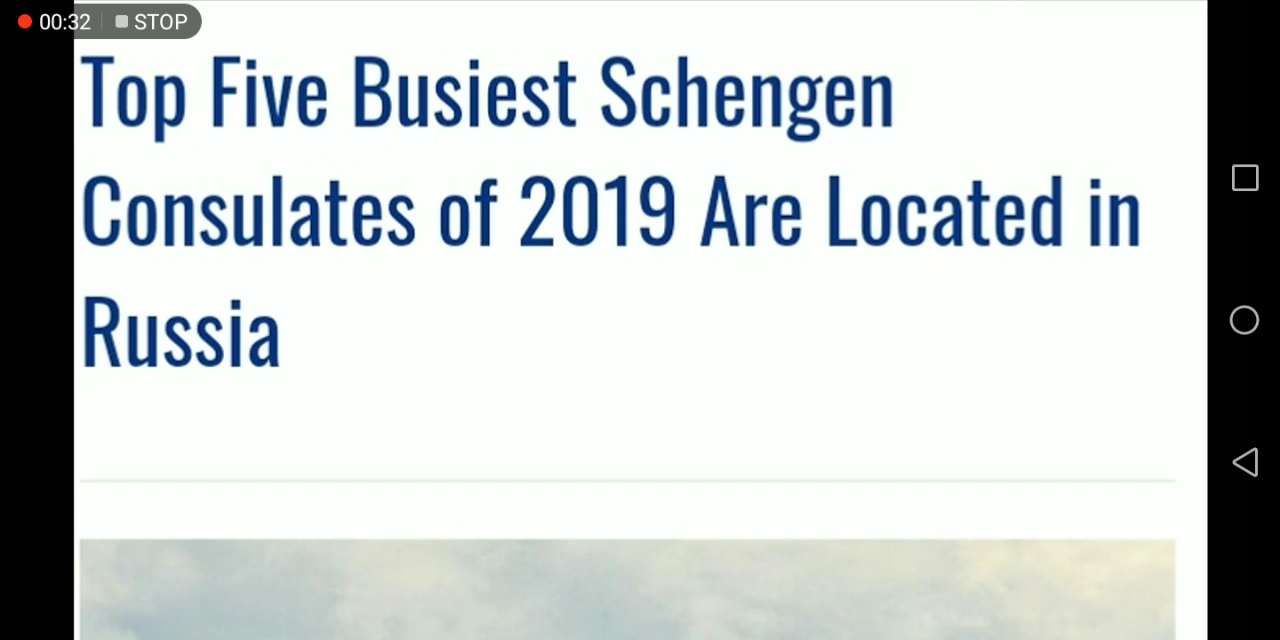 00:32 STOP
Top Five Busiest Schengen
Consulates of 2019 Are Located in
Russia